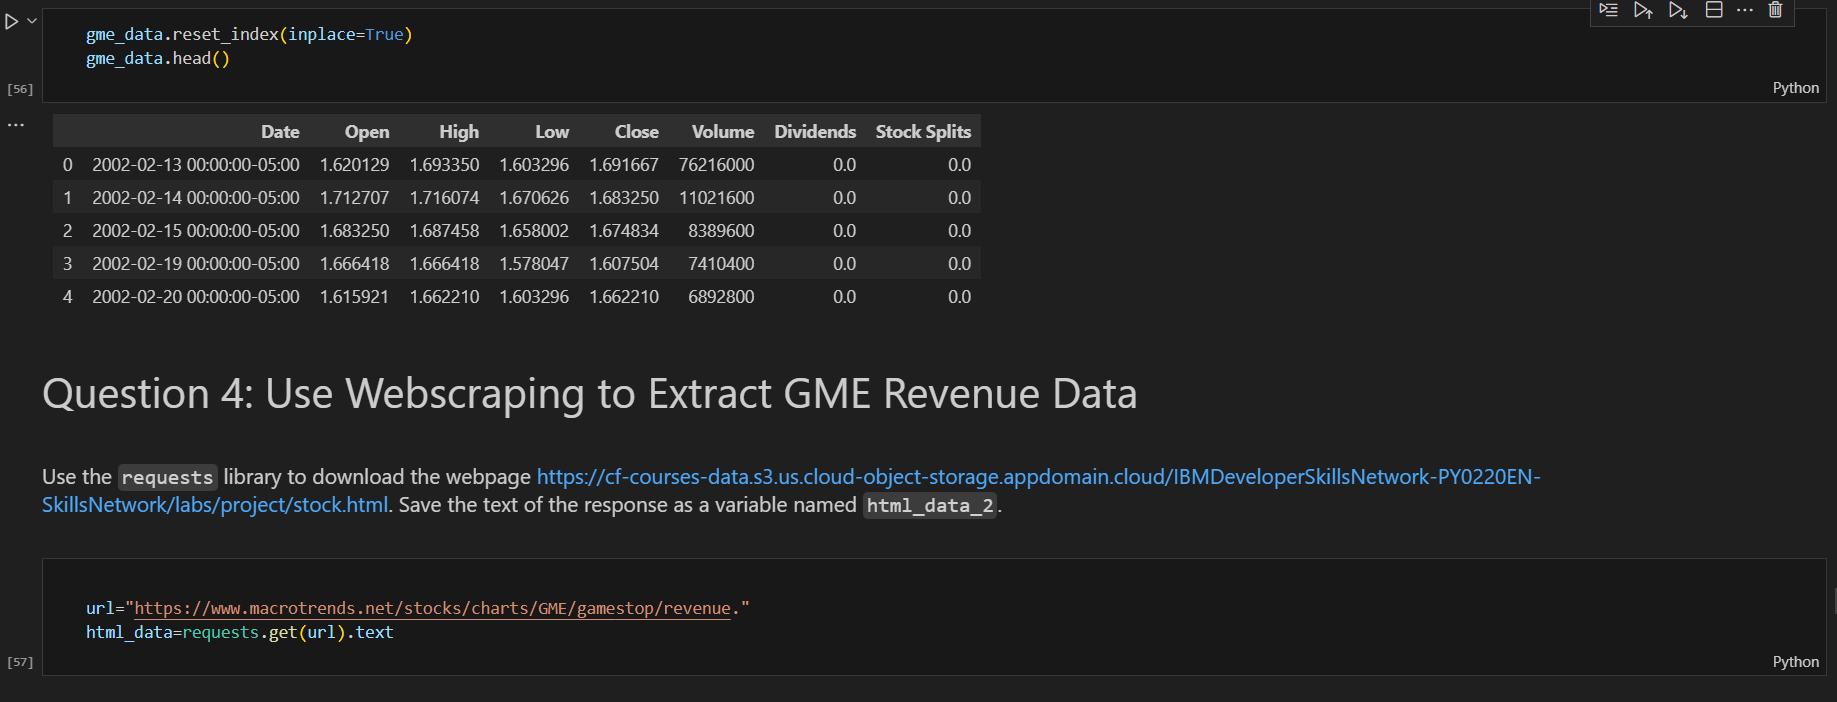 gme_data.reset_index(inplace=True)
gme_data.head()
[56]
Python
Date Open High Low Close Volume Dividends Stock Splits
0 2002-02-13 00:00:00-05:00 1.620129 1.693350 1.603296 1.691667 76216000 0.0 0.0
1 2002-02-14 00:00:00-05:00 1.712707 1.716074 1.670626 1.683250 11021600 0.0 0.0
2 2002-02-15 00:00:00-05:00 1.683250 1.687458 1.658002 1.674834 8389600 0.0 0.0
3 2002-02-19 00:00:00-05:00 1.666418 1.666418 1.578047 1.607504 7410400 0.0 0.0
4 2002-02-20 00:00:00-05:00 1.615921 1.662210 1.603296 1.662210 6892800 0.0 0.0
Question 4: Use Webscraping to Extract GME Revenue Data
Use the requests library to download the webpage https://cf-courses-data.s3.us.cloud-object-storage.appdomain.cloud/IBMDeveloperSkillsNetwork-PY0220EN-
SkillsNetwork/labs/project/stock.html. Save the text of the response as a variable named html_data_2.
url="https://www.macrotrends.net/stocks/charts/GME/gamestop/revenue."
html_data=requests.get(url).text
[57]
Python